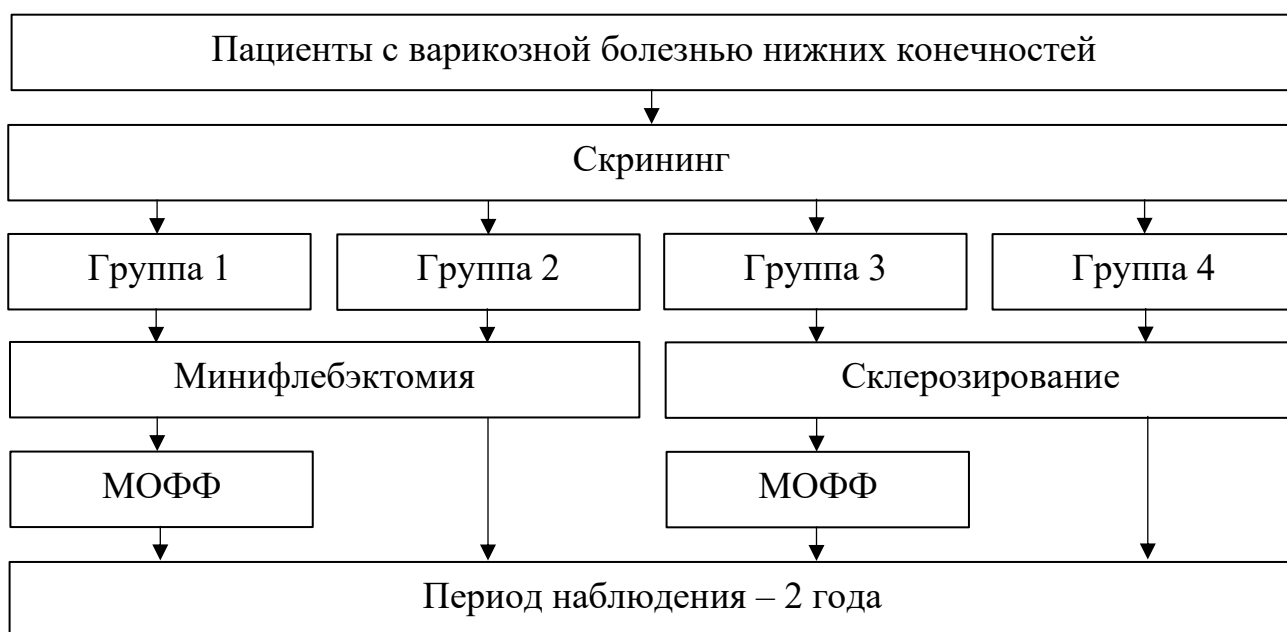 Пациенты с варикозной болезнью нижних конечностей
Скрининг
Группа 1
Группа 2
Группа 3
Группа 4
Минифлебэктомия
Склерозирование
МОФФ
МОФФ
Период наблюдения – 2 года